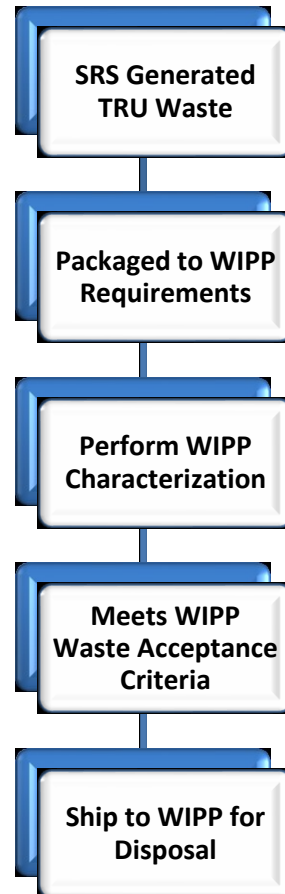 SRS Generated
TRU Waste
Packaged to WIPP
Requirements
Perform WIPP
Characterization
Meets WIPP
Waste Acceptance
Criteria
Ship to WIPP for
Disposal